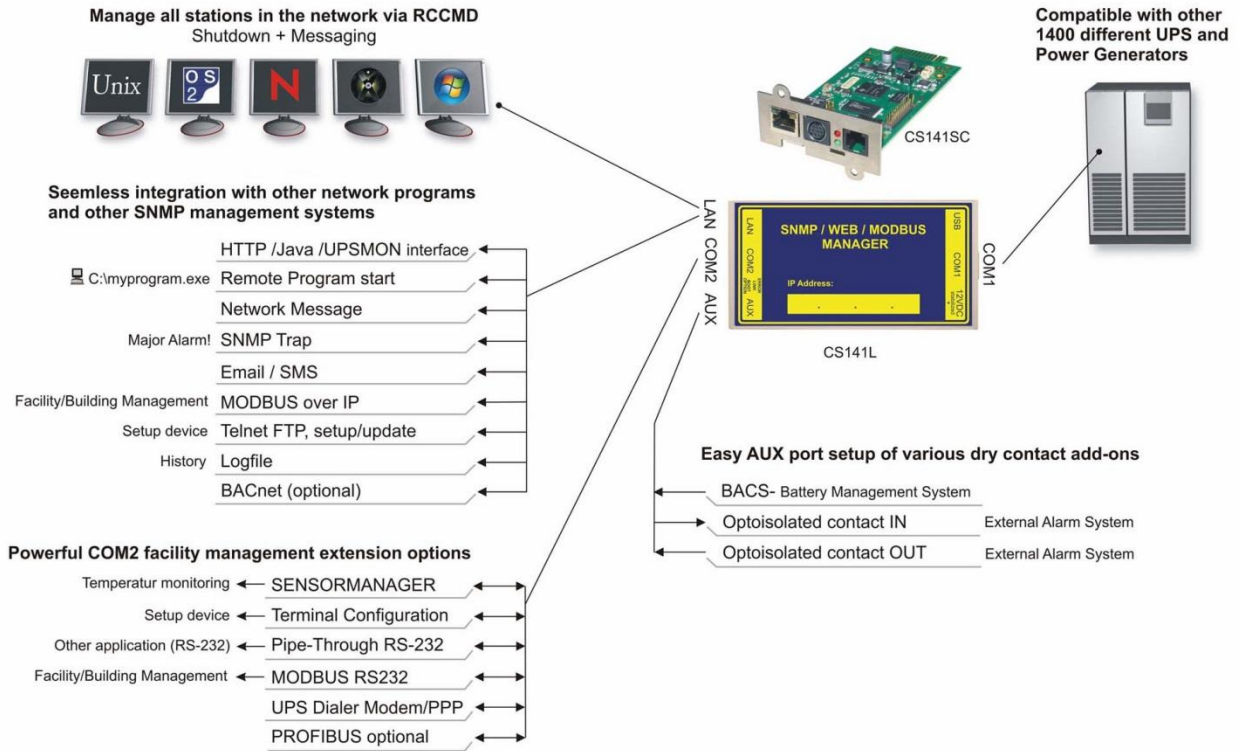 Manage all stations in the network via RCCMD
Shutdown + Messaging
Unix
O S
2
N
Compatible with other
1400 different UPS and
Power Generators
CS141SC
Seemless integration with other network programs
and other SNMP management systems
HTTP /Java /UPSMON interface
C:\myprogram.exe Remote Program start
Network Message
Major Alarm! SNMP Trap
Email / SMS
Facility/Building Management MODBUS over IP
Setup device Telnet FTP, setup/update
History Logfile
BACnet (optional)
LAN COM2 AUX
LAN COM2 AUX
SNMP / WEB / MODBUS
MANAGER
IP Address:
. . .
USB COM1 12VDC
COM1
CS141L
Easy AUX port setup of various dry contact add-ons
BACS- Battery Management System
Optoisolated contact IN External Alarm System
Optoisolated contact OUT External Alarm System
Powerful COM2 facility management extension options
Temperatur monitoring SENSORMANAGER
Setup device Terminal Configuration
Other application (RS-232) Pipe-Through RS-232
Facility/Building Management MODBUS RS232
UPS Dialer Modem/PPP
PROFIBUS optional